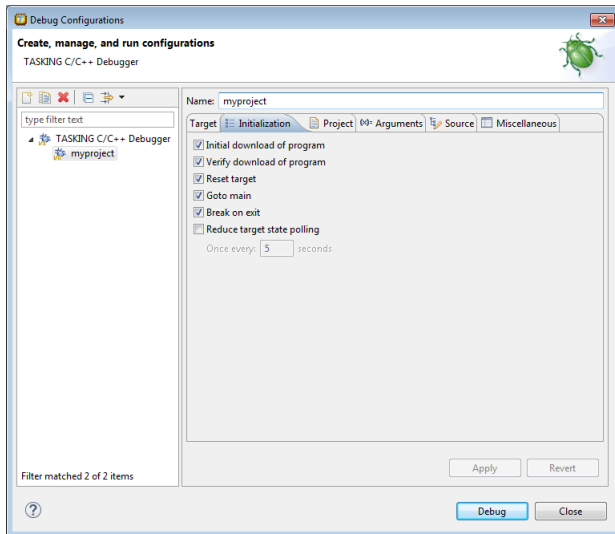 Debug Configurations
Create, manage, and run configurations
TASKING C/C++ Debugger
type filter text
TASKING C/C++ Debugger
myproject
Filter matched 2 of 2 items
Name: myproject
Target Initialization Project (x)= Arguments Source Miscellaneous
Initial download of program
Verify download of program
Reset target
Goto main
Break on exit
Reduce target state polling
Once every: 5 seconds
Apply Revert
? Debug Close